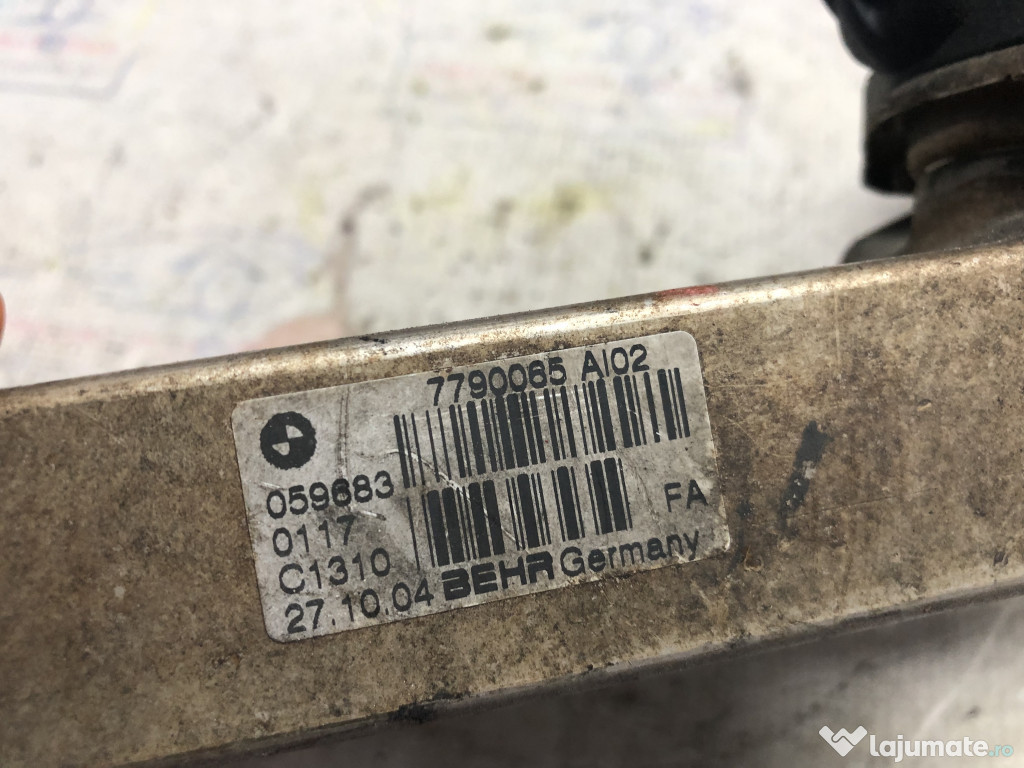 7790065 AI02
059683
0117
FA
C1310
27.10.04 BEHR Germany
lajumate.ro